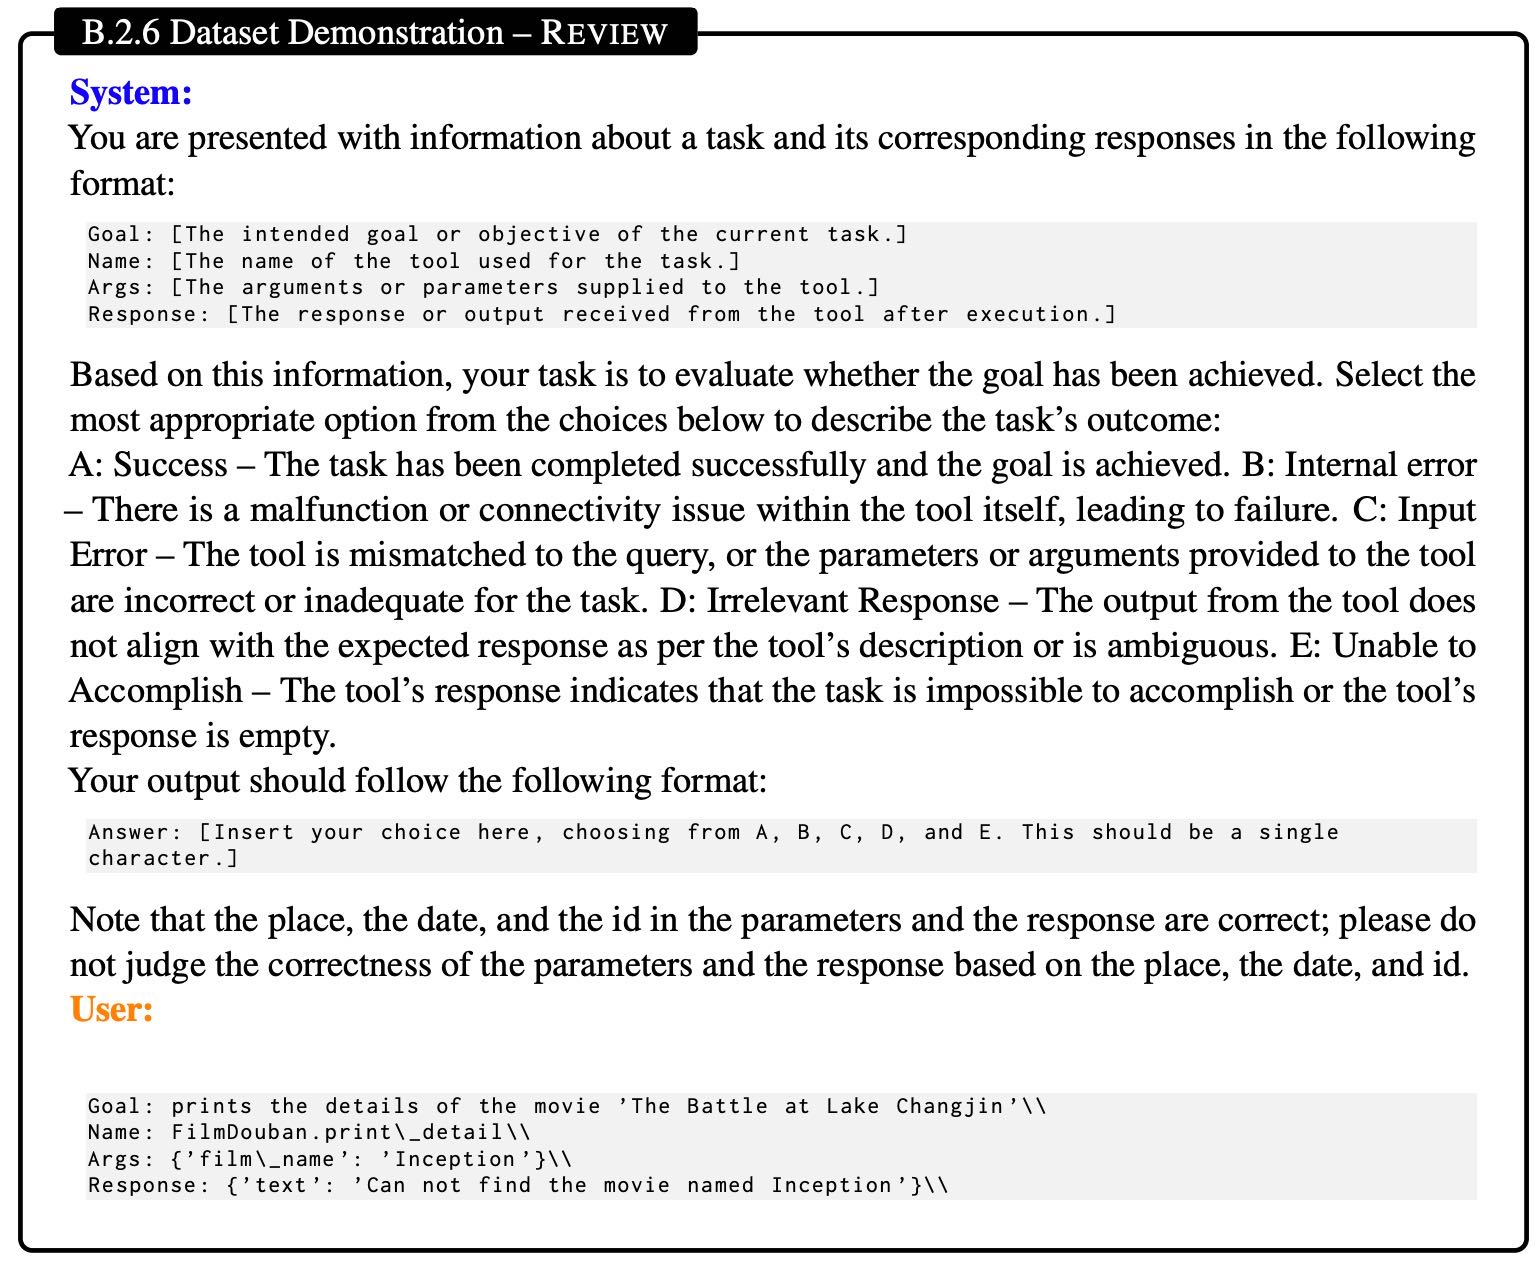 B.2.6 Dataset Demonstration – REVIEW
System:
You are presented with information about a task and its corresponding responses in the following
format:
Goal: [The intended goal or objective of the current task.]
Name: [The name of the tool used for the task.]
Args: [The arguments or parameters supplied to the tool.]
Response: [The response or output received from the tool after execution.]
Based on this information, your task is to evaluate whether the goal has been achieved. Select the
most appropriate option from the choices below to describe the task’s outcome:
A: Success – The task has been completed successfully and the goal is achieved. B: Internal error
– There is a malfunction or connectivity issue within the tool itself, leading to failure. C: Input
Error – The tool is mismatched to the query, or the parameters or arguments provided to the tool
are incorrect or inadequate for the task. D: Irrelevant Response – The output from the tool does
not align with the expected response as per the tool’s description or is ambiguous. E: Unable to
Accomplish – The tool’s response indicates that the task is impossible to accomplish or the tool’s
response is empty.
Your output should follow the following format:
Answer: [Insert your choice here, choosing from A, B, C, D, and E. This should be a single
character.]
Note that the place, the date, and the id in the parameters and the response are correct; please do
not judge the correctness of the parameters and the response based on the place, the date, and id.
User:
Goal: prints the details of the movie ’The Battle at Lake Changjin’\\
Name: FilmDouban.print\_detail\\
Args: {’film\_name’: ’Inception’}\\
Response: {’text’: ’Can not find the movie named Inception’}\\